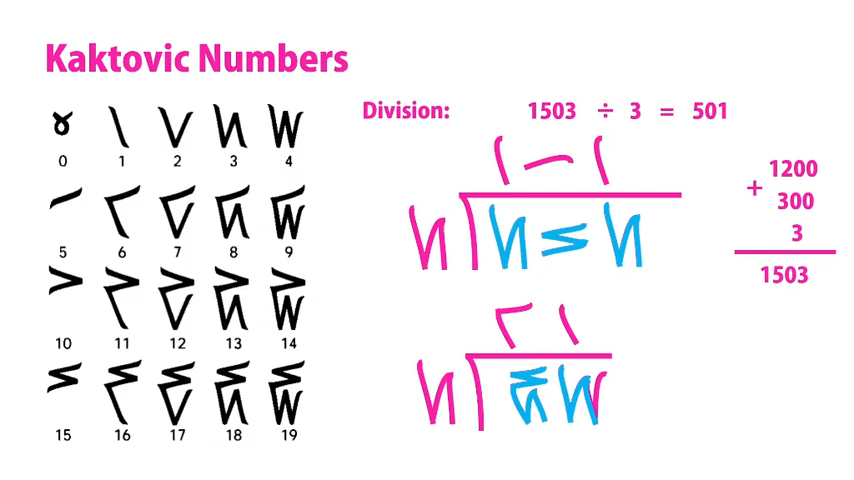 Kaktovic Numbers
𝋀 𝋁 𝋂 𝋃 𝋄
0 1 2 3 4
𝋅 𝋆 𝋇 𝋈 𝋉
5 6 7 8 9
𝋊 𝋋 𝋌 𝋍 𝋎
10 11 12 13 14
𝋏 𝋐 𝋑 𝋒 𝋓
15 16 17 18 19
Division: 1503 ÷ 3 = 501
𝋁 𝋅 𝋁
𝋃 𝋃 𝋏 𝋃
𝋆 𝋁
𝋃 𝋒
+ 1200
300
3
1503